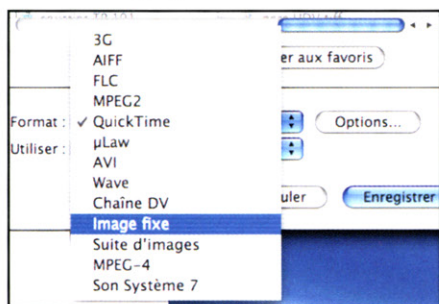 3G
AIFF
er aux favoris
FLC
MPEG2
Format : ✓ QuickTime Options...
Utiliser : µLaw
AVI
Wave
Chaîne DV
uler Enregistrer
Image fixe
Suite d'images
MPEG-4
Son Système 7